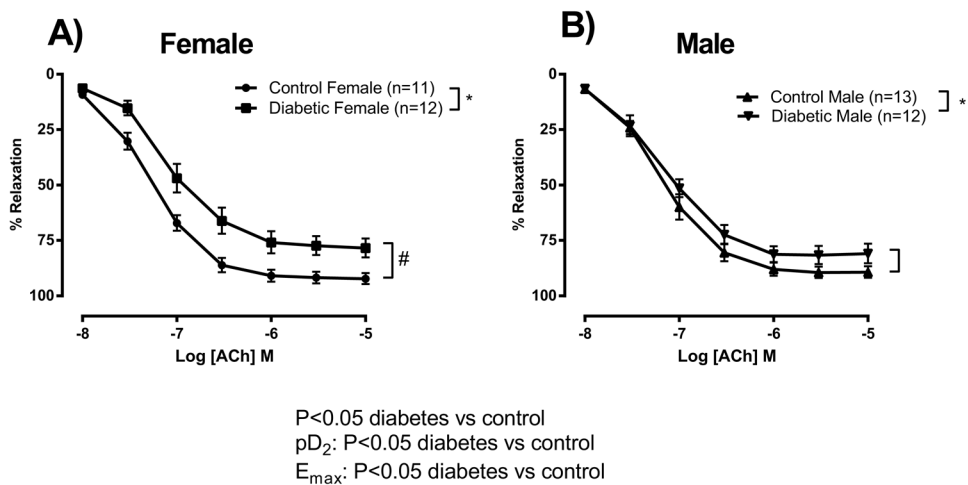 A)
Female
Control Female (n=11)
Diabetic Female (n=12)
*
% Relaxation
0
25
50
75
100
#
-8
-7
-6
-5
Log [ACh] M
B)
Male
Control Male (n=13)
Diabetic Male (n=12)
*
% Relaxation
0
25
50
75
100
-8
-7
-6
-5
Log [ACh] M
P<0.05 diabetes vs control
pD₂: P<0.05 diabetes vs control
Eₘₐₓ: P<0.05 diabetes vs control